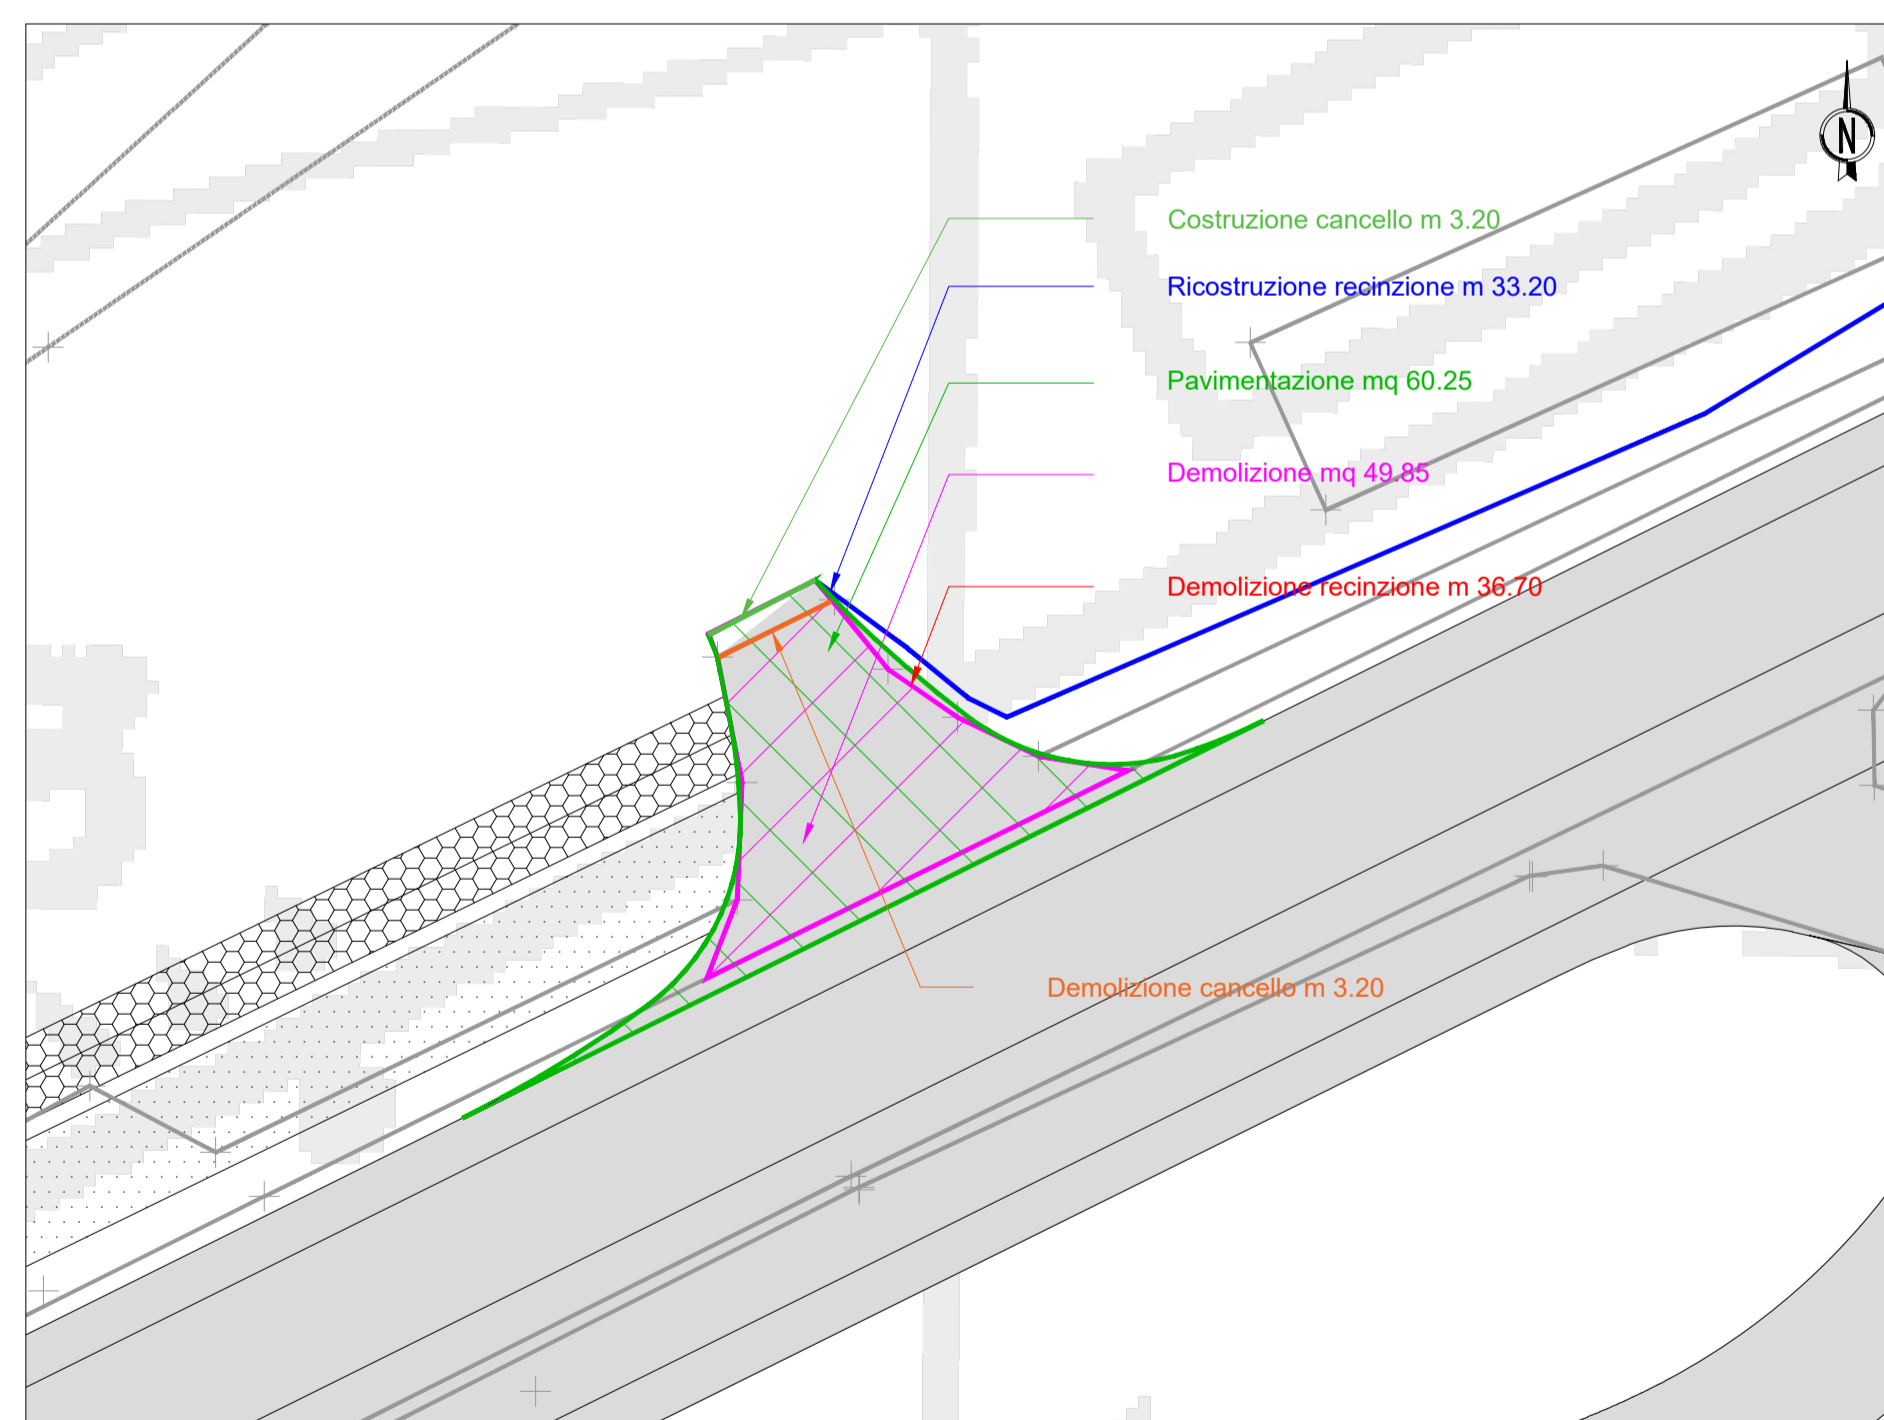 N
Costruzione cancello m 3.20
Ricostruzione recinzione m 33.20
Pavimentazione mq 60.25
Demolizione mq 49.85
Demolizione recinzione m 36.70
Demolizione cancello m 3.20